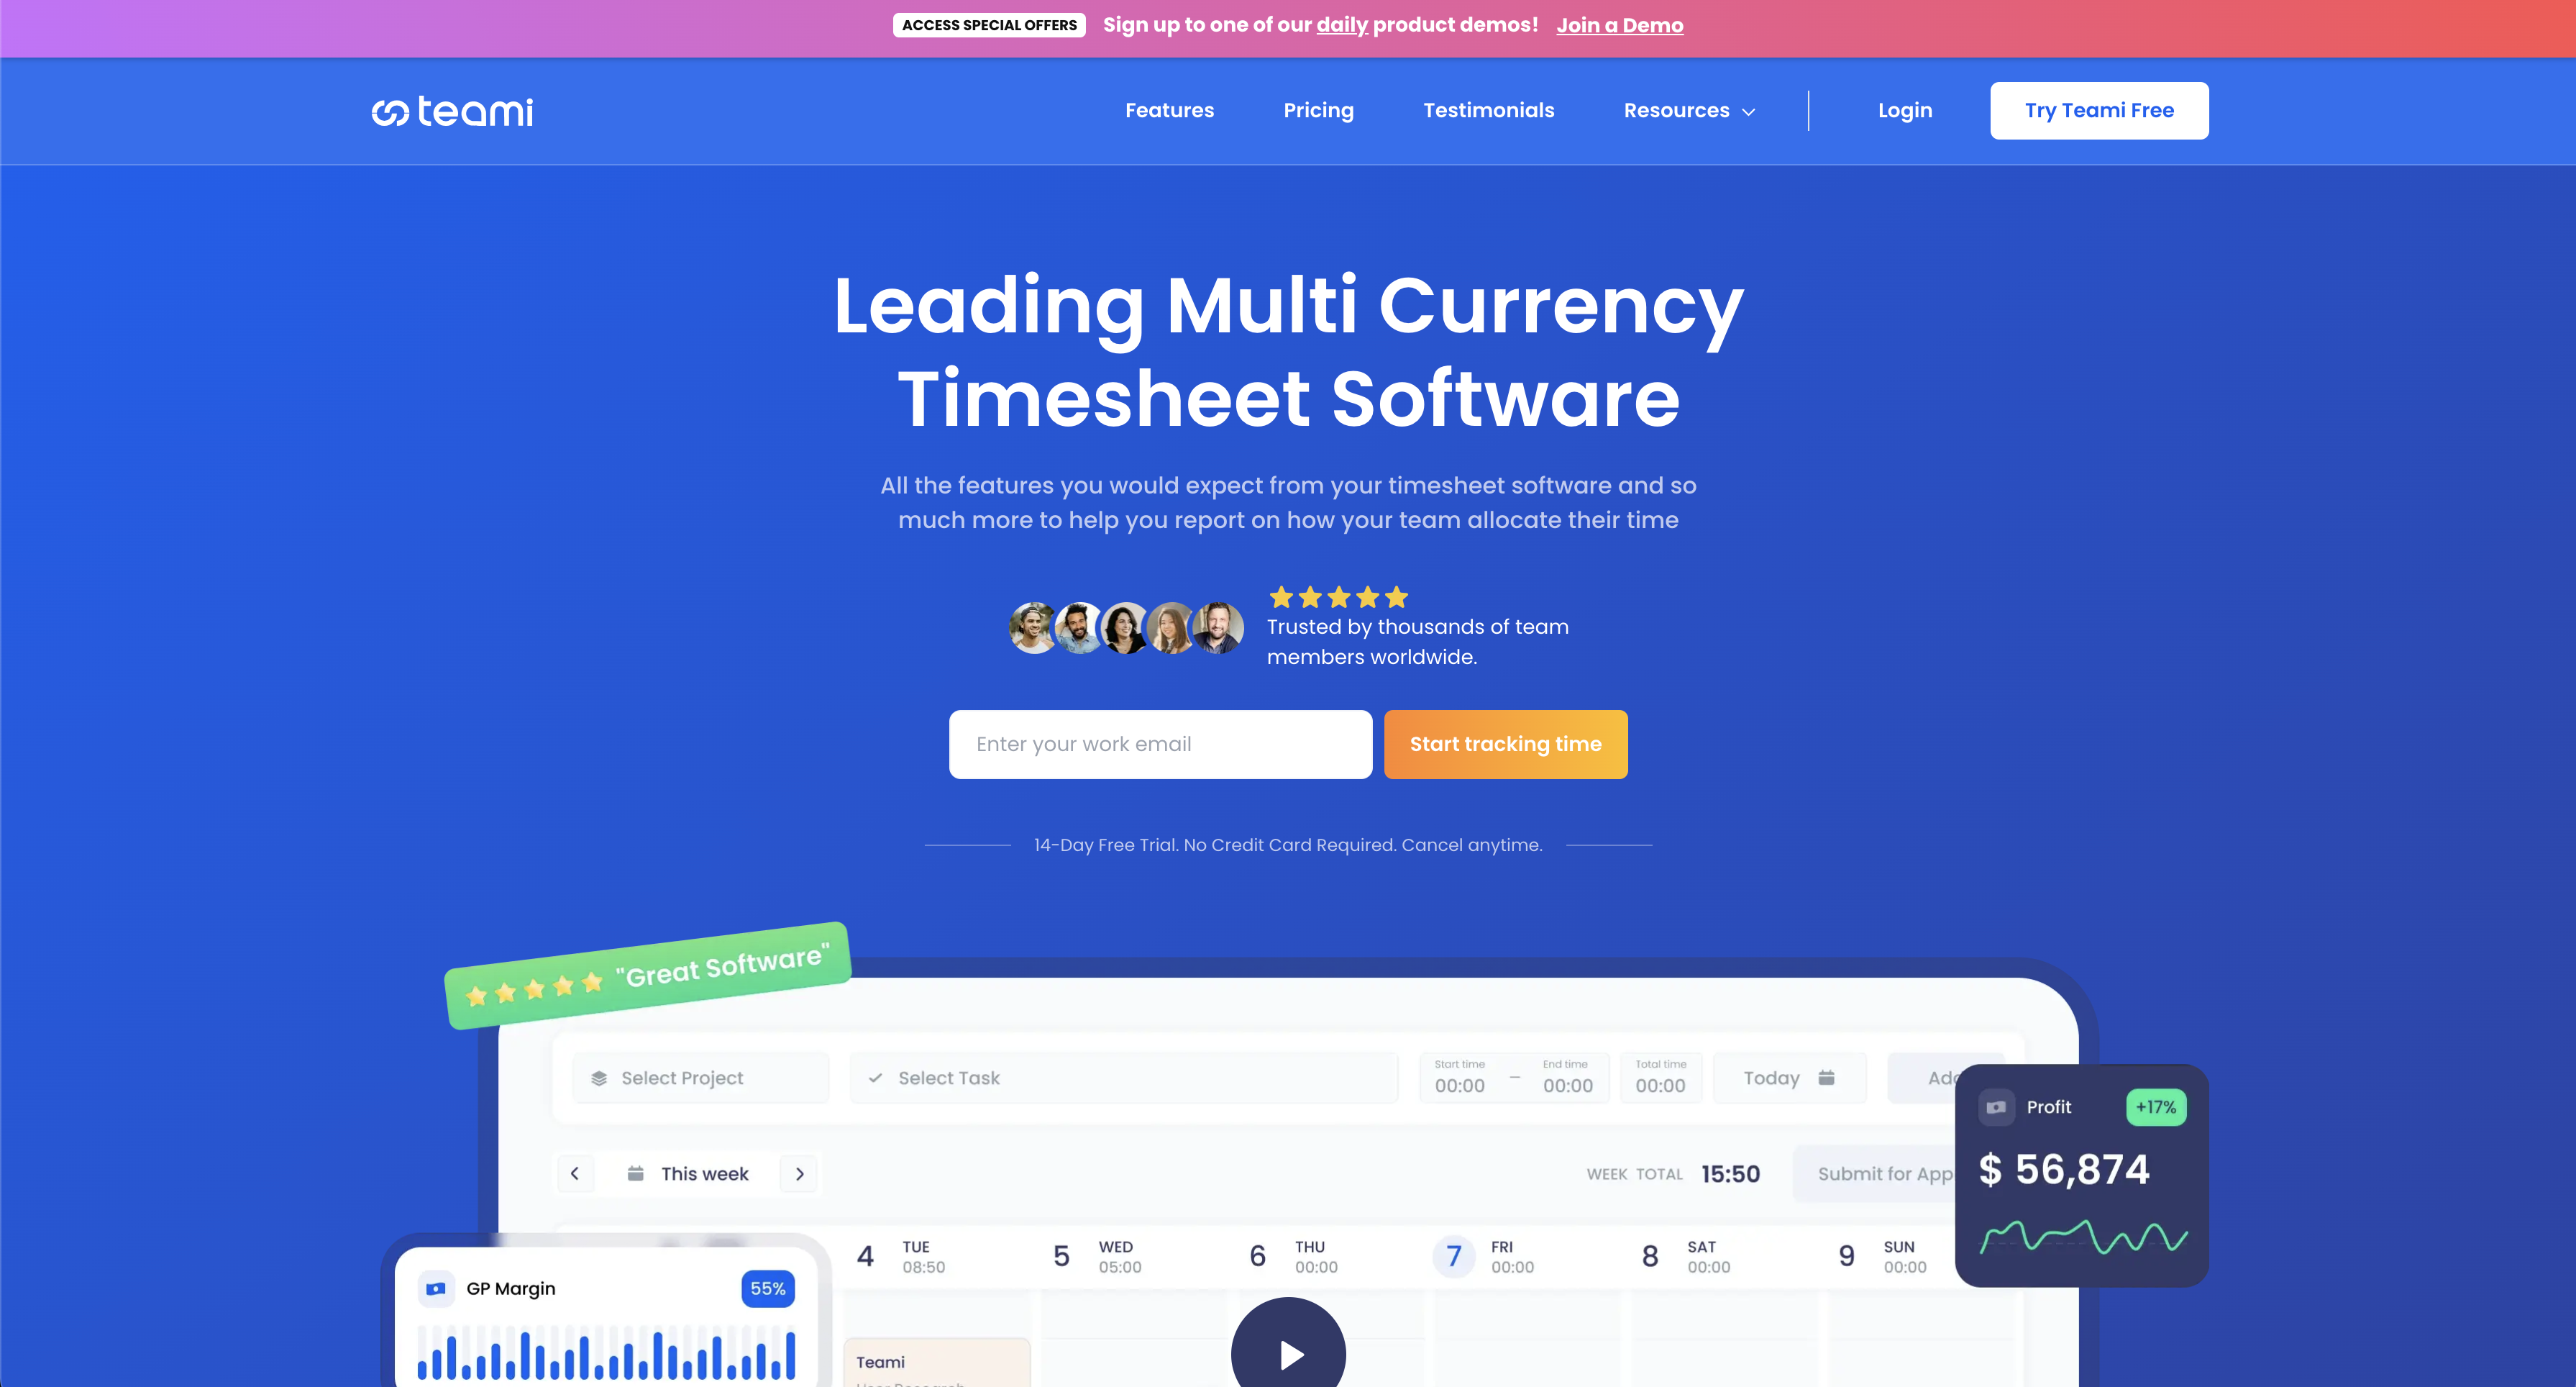 ACCESS SPECIAL OFFERS Sign up to one of our daily product demos! Join a Demo
teami
Features Pricing Testimonials Resources Login Try Teami Free
Leading Multi Currency
Timesheet Software
All the features you would expect from your timesheet software and so
much more to help you report on how your team allocate their time
Trusted by thousands of team
members worldwide.
Enter your work email Start tracking time
14-Day Free Trial. No Credit Card Required. Cancel anytime.
"Great Software"
Select Project Select Task
Start time End time Total time
00:00 – 00:00 00:00 Today
Profit +17%
$ 56,874
This week WEEK TOTAL 15:50 Submit for App
4 TUE 5 WED 6 THU 7 FRI 8 SAT 9 SUN
08:50 05:00 00:00 00:00 00:00 00:00
GP Margin 55%
Teami